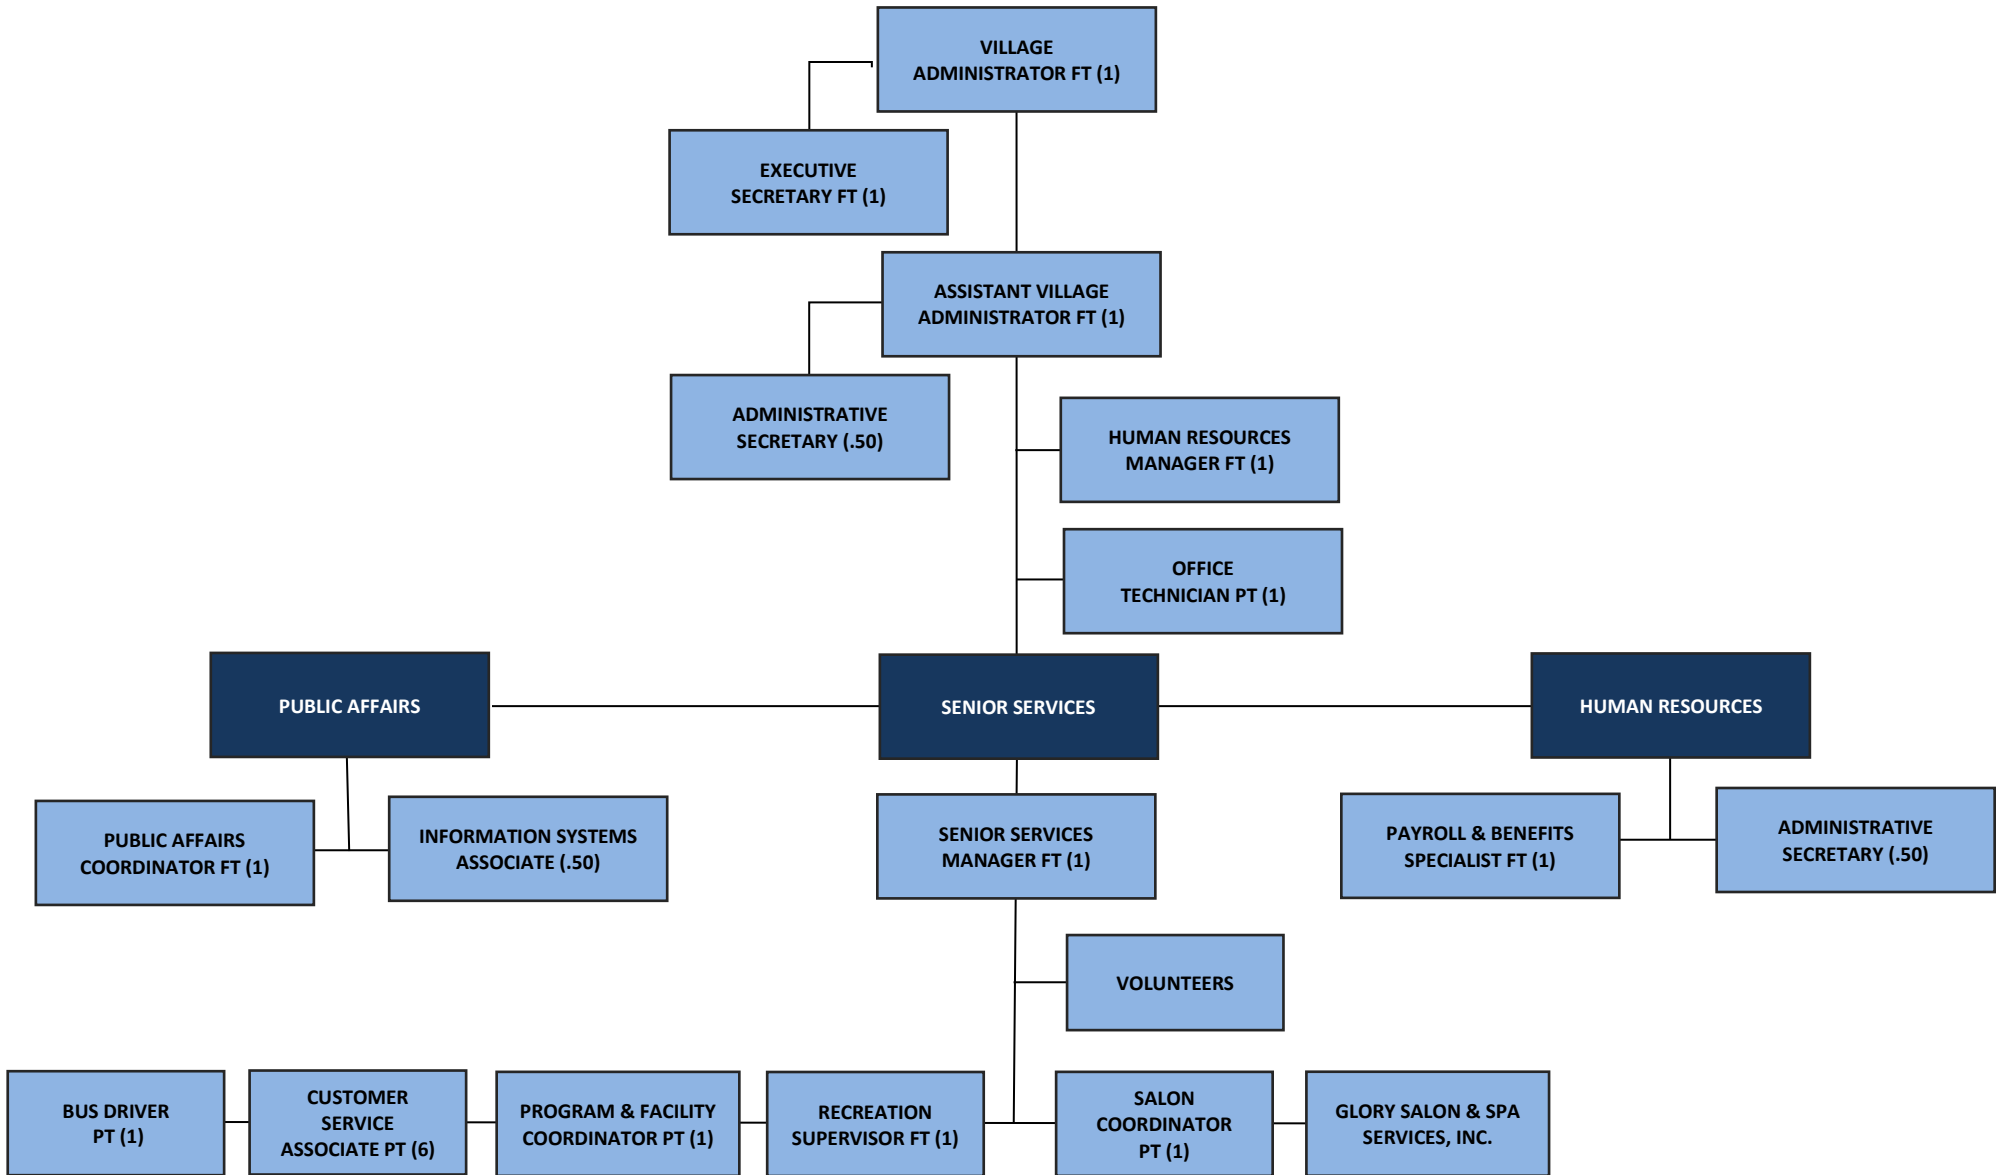 VILLAGE
ADMINISTRATOR FT (1)
EXECUTIVE
SECRETARY FT (1)
ASSISTANT VILLAGE
ADMINISTRATOR FT (1)
ADMINISTRATIVE
SECRETARY (.50)
HUMAN RESOURCES
MANAGER FT (1)
OFFICE
TECHNICIAN PT (1)
PUBLIC AFFAIRS
SENIOR SERVICES
HUMAN RESOURCES
PUBLIC AFFAIRS
COORDINATOR FT (1)
INFORMATION SYSTEMS
ASSOCIATE (.50)
SENIOR SERVICES
MANAGER FT (1)
PAYROLL & BENEFITS
SPECIALIST FT (1)
ADMINISTRATIVE
SECRETARY (.50)
VOLUNTEERS
BUS DRIVER
PT (1)
CUSTOMER
SERVICE
ASSOCIATE PT (6)
PROGRAM & FACILITY
COORDINATOR PT (1)
RECREATION
SUPERVISOR FT (1)
SALON
COORDINATOR
PT (1)
GLORY SALON & SPA
SERVICES, INC.